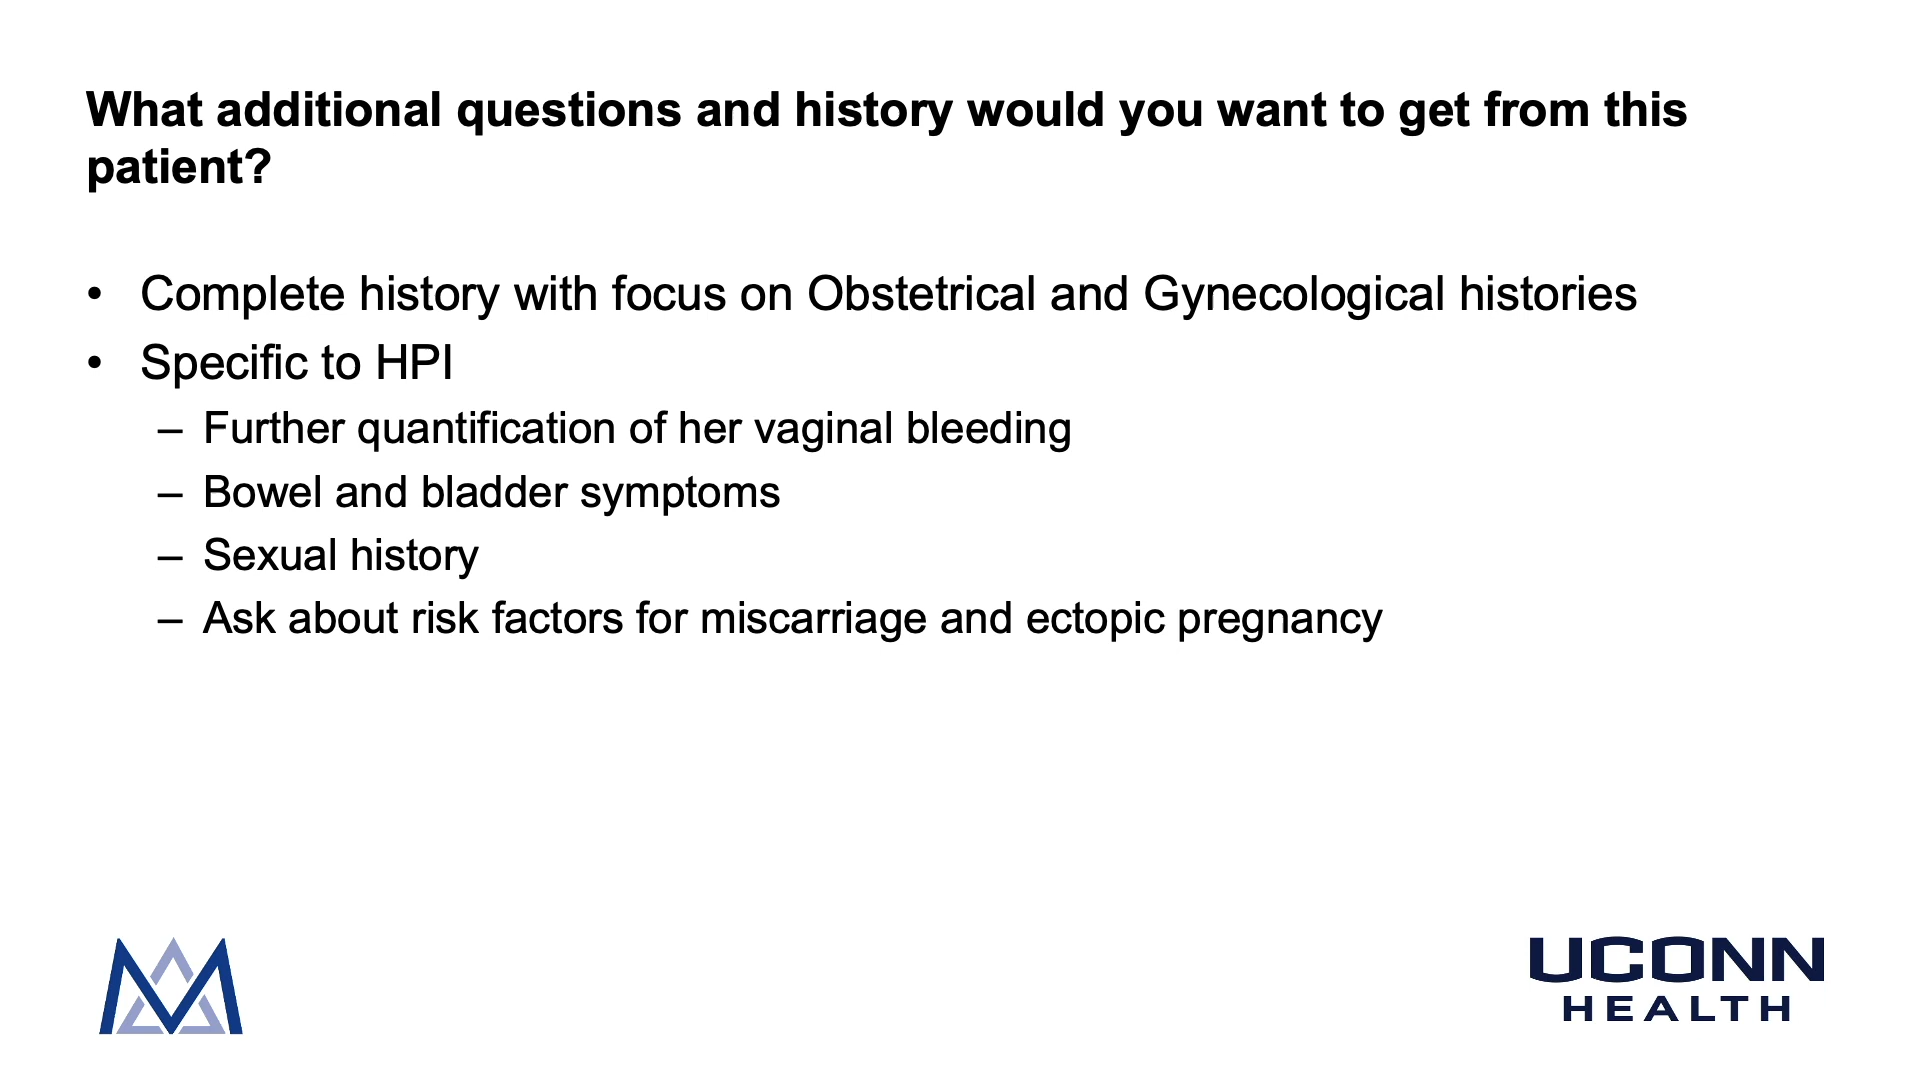 What additional questions and history would you want to get from this
patient?
• Complete history with focus on Obstetrical and Gynecological histories
• Specific to HPI
– Further quantification of her vaginal bleeding
– Bowel and bladder symptoms
– Sexual history
– Ask about risk factors for miscarriage and ectopic pregnancy
UCONN
HEALTH